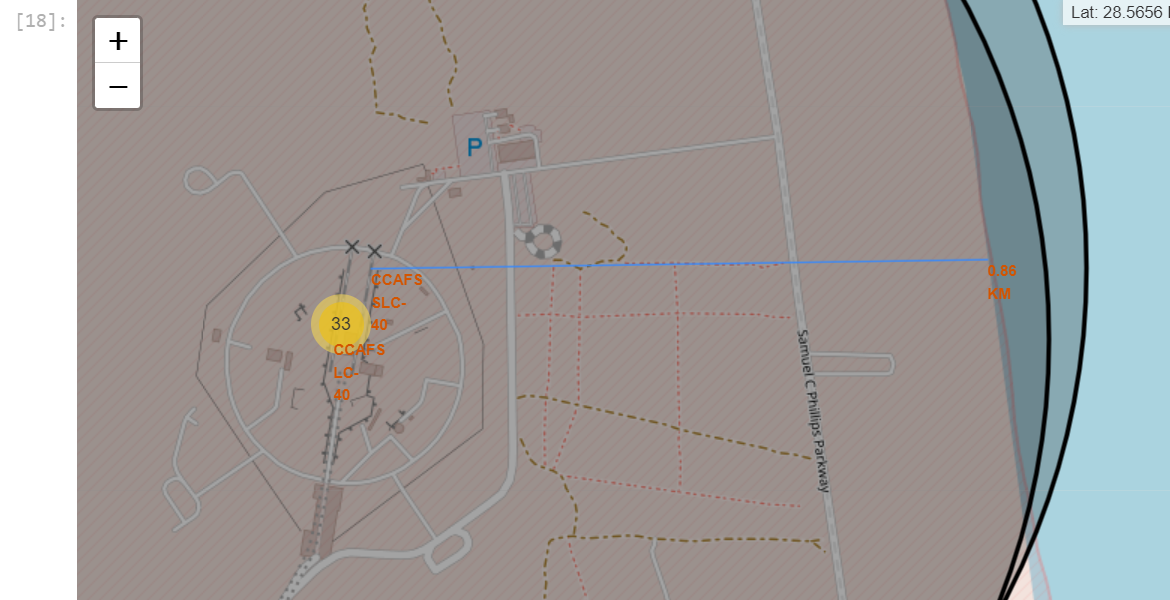 [18]:
+
−
Lat: 28.5656
P
0.86
KM
CCAFS
SLC-
40
33
CCAFS
LC-
40
Samuel C Phillips Parkway